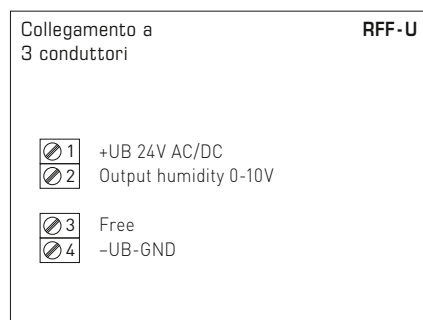 Collegamento a RFF-U
3 conduttori
1 +UB 24V AC/DC
2 Output humidity 0-10V
3 Free
4 –UB-GND